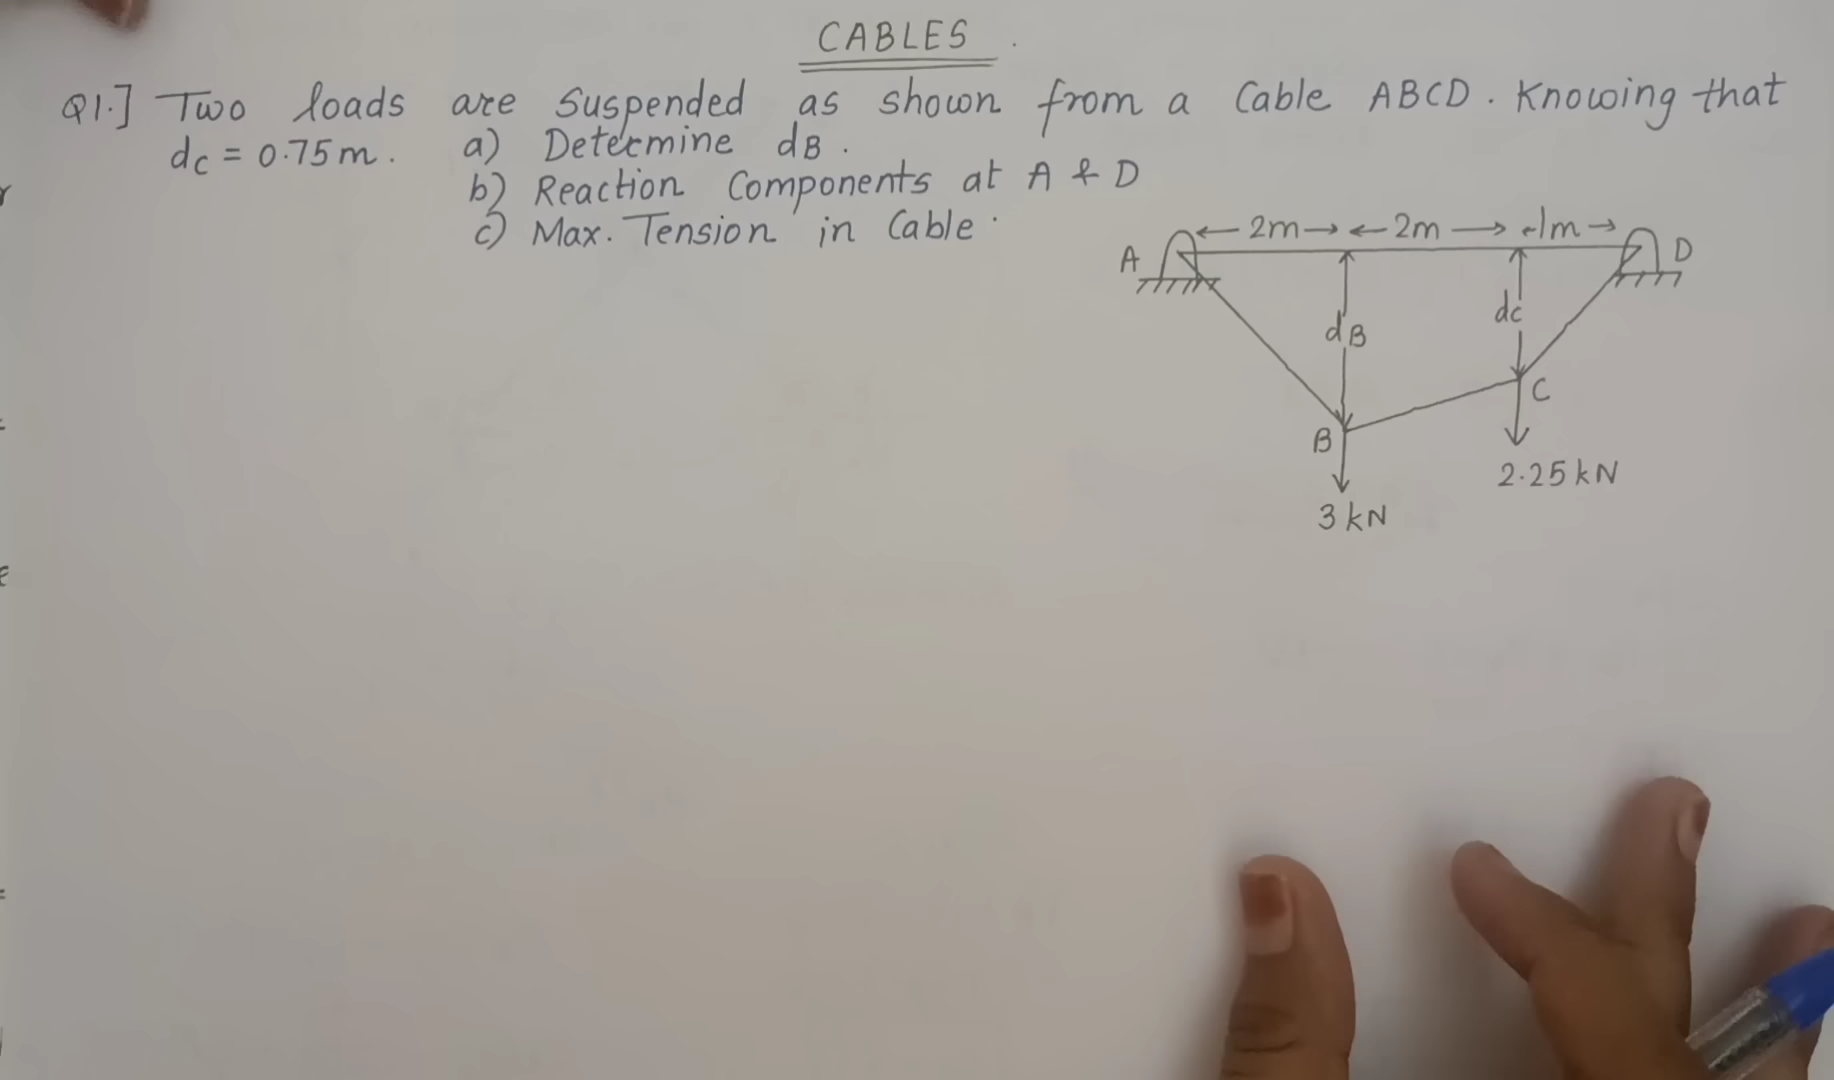 CABLES
Q1.] Two loads are suspended as shown from a Cable ABCD. Knowing that
dc = 0.75m. a) Determine dB.
b) Reaction Components at A & D
c) Max. Tension in Cable.
2m 2m 1m
A D
dB dc
C
B
2.25 kN
3 kN